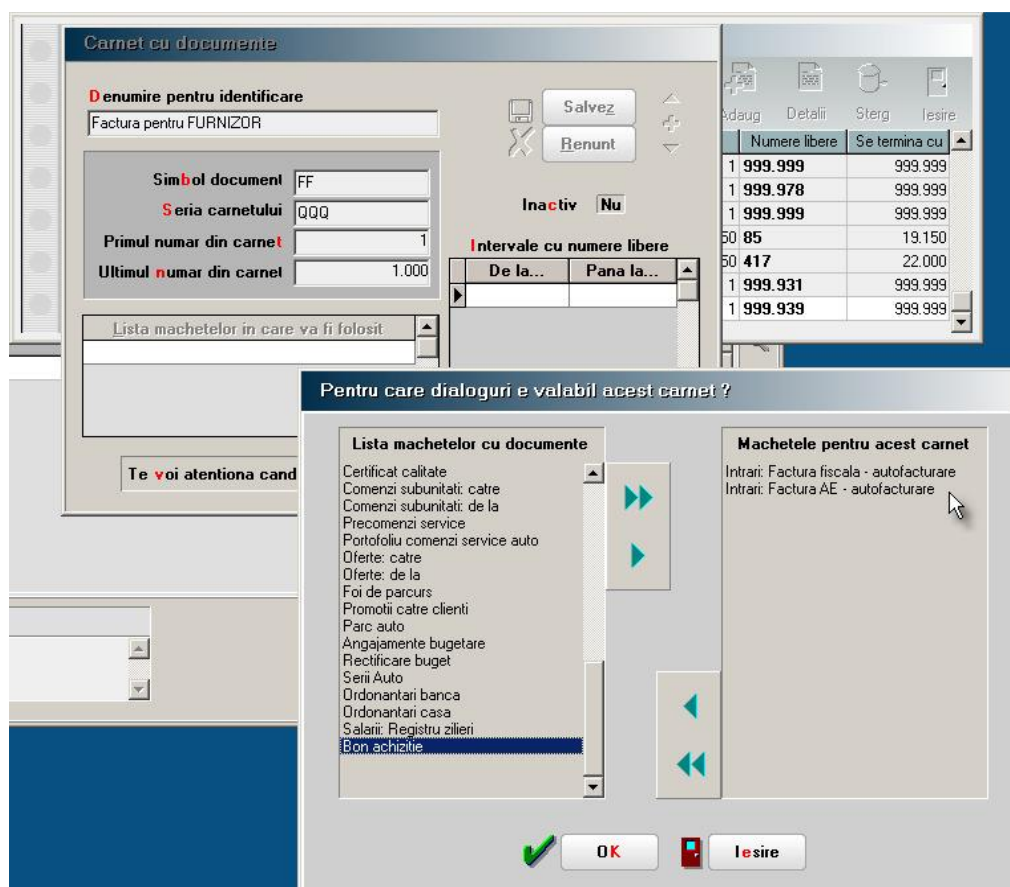 Carnet cu documente
Denumire pentru identificare
Factura pentru FURNIZOR
Salvez
Renunt
Simbol document FF
Seria carnetului QQQ
Primul numar din carnet 1
Ultimul numar din carnet 1.000
Inactiv Nu
Intervale cu numere libere
De la... Pana la...
Lista machetelor in care va fi folosit
Te voi atentiona cand
Adaug Detalii Sterg Iesire
Numere libere Se termina cu
1 999.999 999.999
1 999.978 999.999
1 999.999 999.999
50 85 19.150
50 417 22.000
1 999.931 999.999
1 999.939 999.999
Pentru care dialoguri e valabil acest carnet ?
Lista machetelor cu documente
Certificat calitate
Comenzi subunitati: catre
Comenzi subunitati: de la
Precomenzi service
Portofoliu comenzi service auto
Oferte: catre
Oferte: de la
Foi de parcurs
Promotii catre clienti
Parc auto
Angajamente bugetare
Rectificare buget
Serii Auto
Ordonantari banca
Ordonantari casa
Salarii: Registru zilieri
Bon achizitie
Machetele pentru acest carnet
Intrari: Factura fiscala - autofacturare
Intrari: Factura AE - autofacturare
OK
Iesire